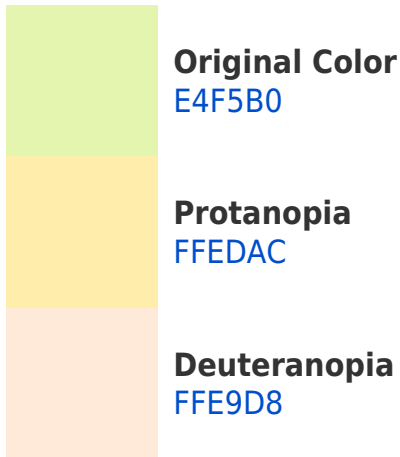 Original Color
E4F5B0
Protanopia
FFEDAC
Deuteranopia
FFE9D8